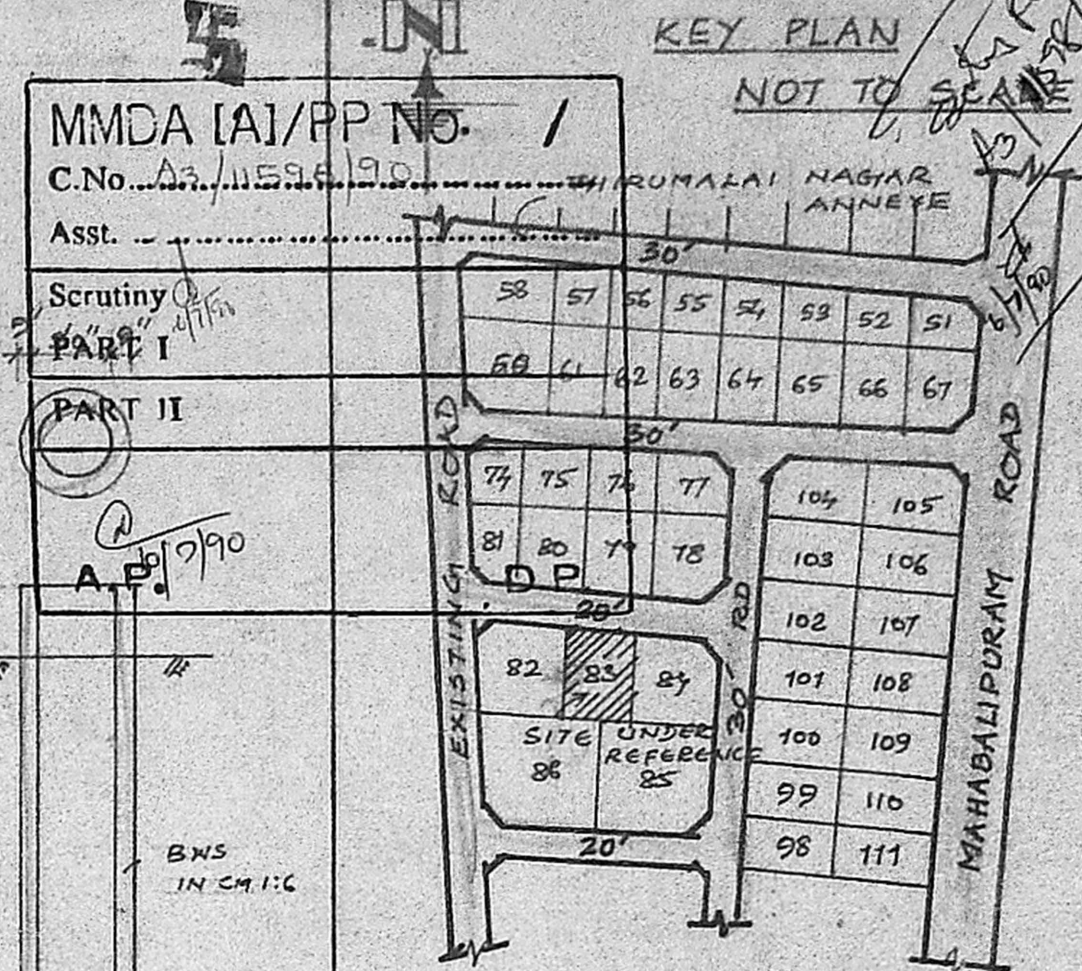 N
KEY PLAN
NOT TO SCALE
MMDA [A]/PP No. /
C.No. A3/11598/90
Asst.
THIRUMALAI NAGAR
ANNEXE
Scrutiny
PART I
PART II
6/7/90
10/7/90
A.P.
D P
30'
58 57 56 55 54 53 52 51
60 61 62 63 64 65 66 67
30'
74 75 76 77
81 80 79 78
20'
82 83 84
SITE UNDER
REFERENCE
86 85
20'
104 105
103 106
102 107
101 108
100 109
99 110
98 111
EXISTING ROAD
30' RD
MAHABALIPURAM ROAD
BWS
IN CM 1:6